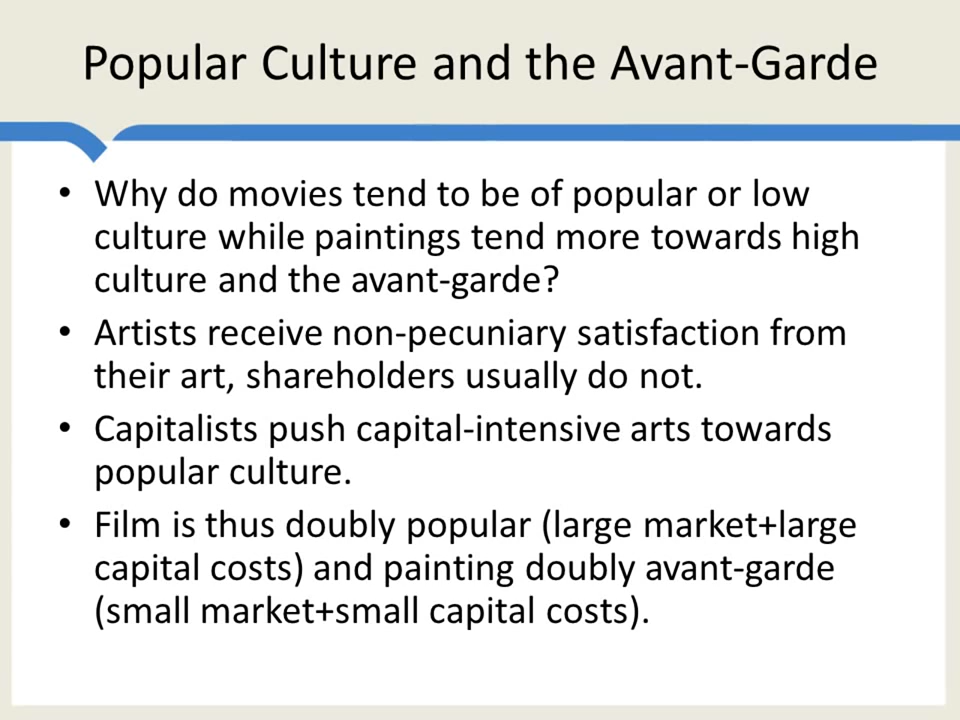 Popular Culture and the Avant-Garde
• Why do movies tend to be of popular or low
culture while paintings tend more towards high
culture and the avant-garde?
• Artists receive non-pecuniary satisfaction from
their art, shareholders usually do not.
• Capitalists push capital-intensive arts towards
popular culture.
• Film is thus doubly popular (large market+large
capital costs) and painting doubly avant-garde
(small market+small capital costs).